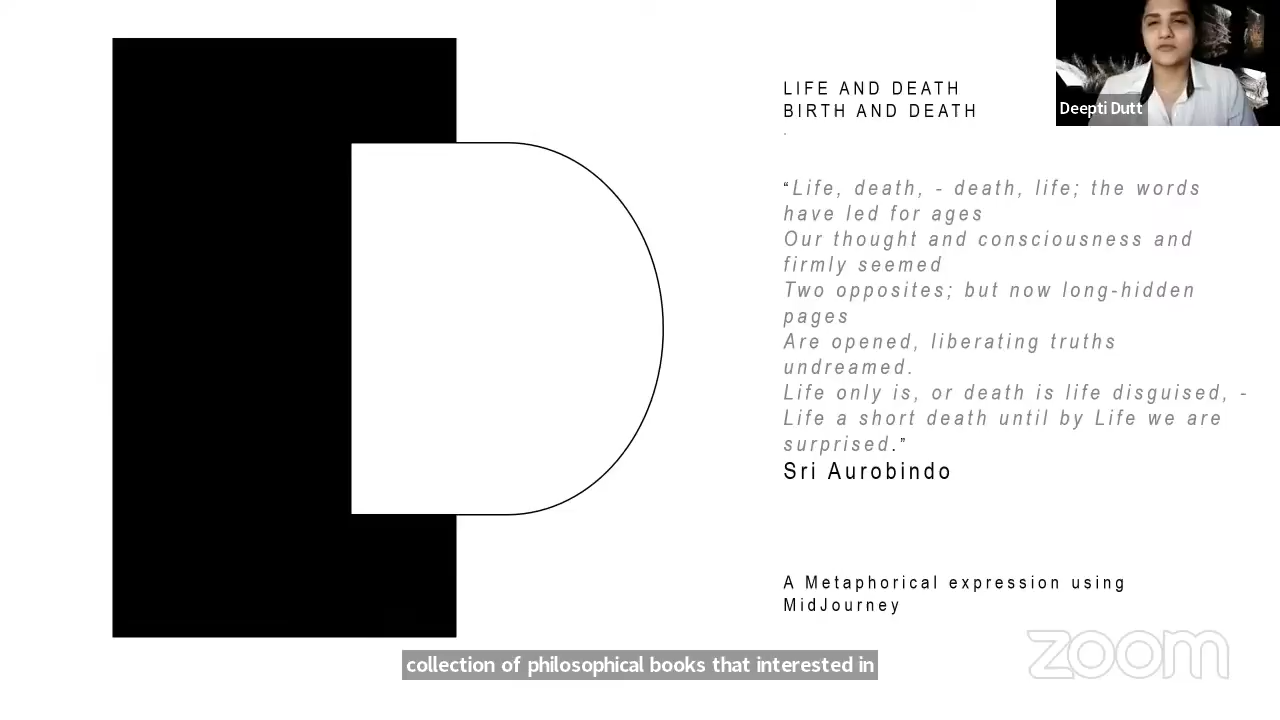 LIFE AND DEATH
BIRTH AND DEATH
.
“Life, death, - death, life; the words
have led for ages
Our thought and consciousness and
firmly seemed
Two opposites; but now long-hidden
pages
Are opened, liberating truths
undreamed.
Life only is, or death is life disguised, -
Life a short death until by Life we are
surprised.”
Sri Aurobindo
A Metaphorical expression using
MidJourney
Deepti Dutt
collection of philosophical books that interested in
zoom